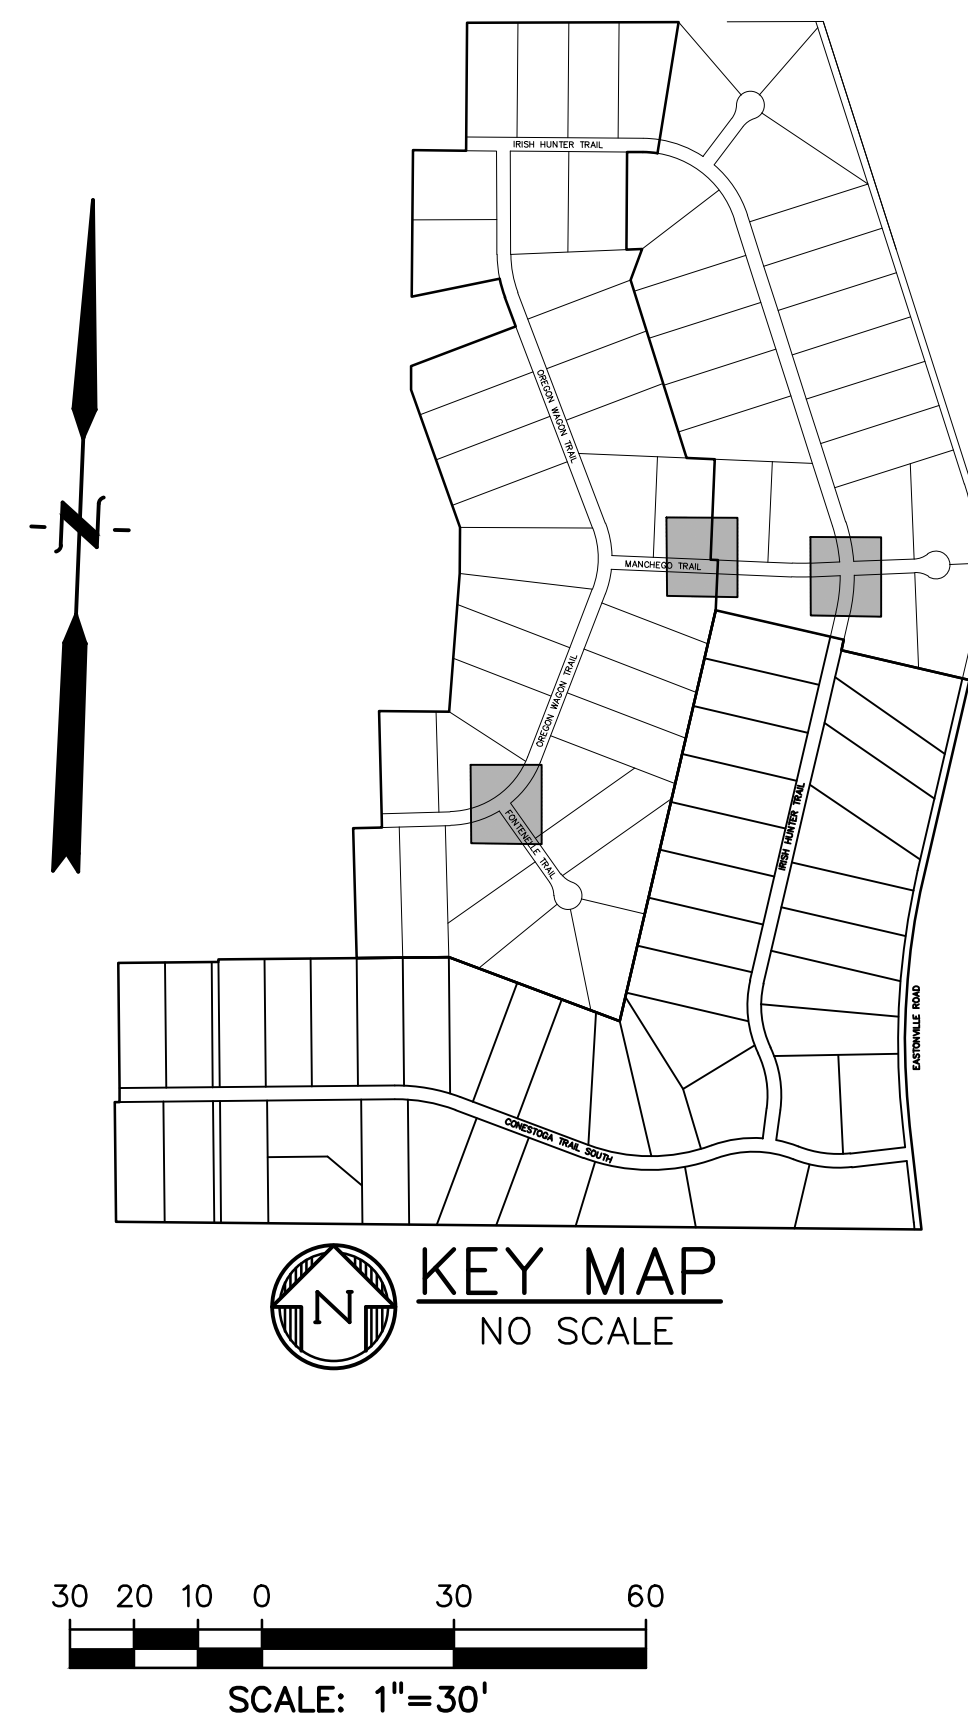 IRISH HUNTER TRAIL
OREGON WAGON TRAIL
N
MANCHEGO TRAIL
OREGON WAGON TRAIL
IRISH HUNTER TRAIL
FONTENELLE TRAIL
EASTONVILLE ROAD
CONESTOGA TRAIL SOUTH
N
KEY MAP
NO SCALE
30 20 10 0 30 60
SCALE: 1"=30'